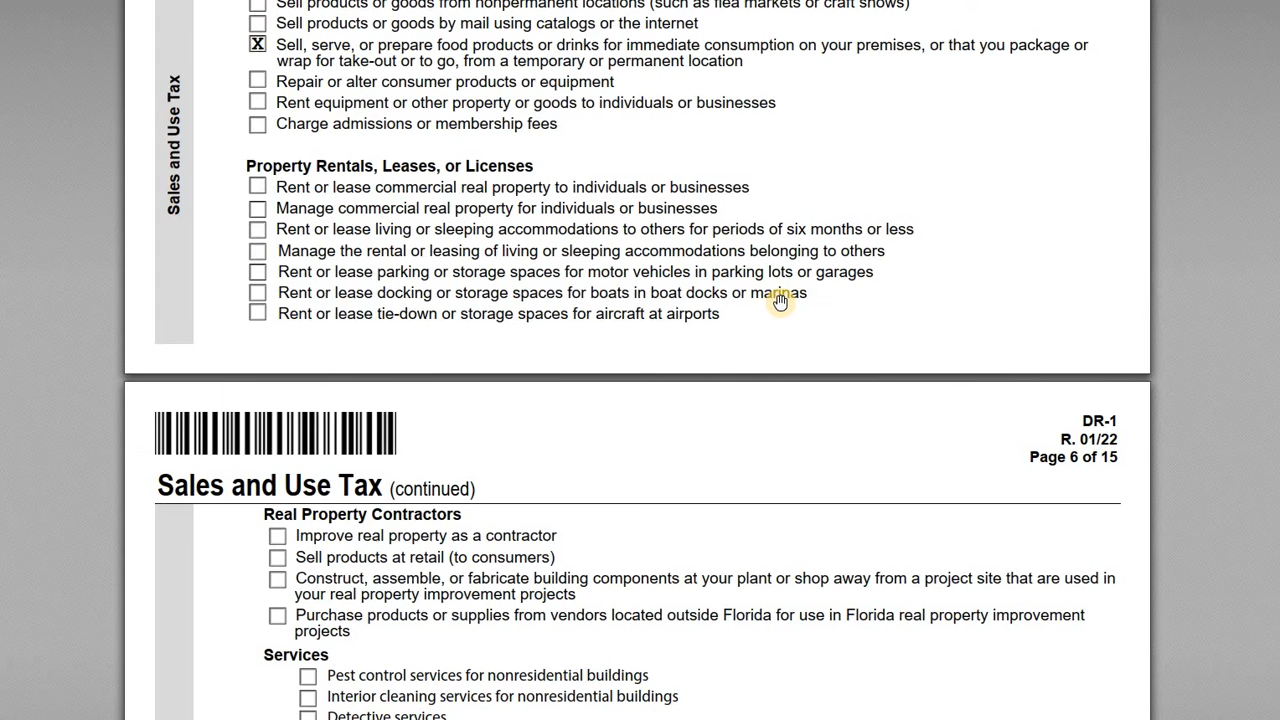 Sell products or goods from nonpermanent locations (such as flea markets or craft shows)
Sell products or goods by mail using catalogs or the internet
X Sell, serve, or prepare food products or drinks for immediate consumption on your premises, or that you package or
wrap for take-out or to go, from a temporary or permanent location
Repair or alter consumer products or equipment
Rent equipment or other property or goods to individuals or businesses
Charge admissions or membership fees
Sales and Use Tax
Property Rentals, Leases, or Licenses
Rent or lease commercial real property to individuals or businesses
Manage commercial real property for individuals or businesses
Rent or lease living or sleeping accommodations to others for periods of six months or less
Manage the rental or leasing of living or sleeping accommodations belonging to others
Rent or lease parking or storage spaces for motor vehicles in parking lots or garages
Rent or lease docking or storage spaces for boats in boat docks or marinas
Rent or lease tie-down or storage spaces for aircraft at airports
DR-1
R. 01/22
Page 6 of 15
Sales and Use Tax (continued)
Real Property Contractors
Improve real property as a contractor
Sell products at retail (to consumers)
Construct, assemble, or fabricate building components at your plant or shop away from a project site that are used in
your real property improvement projects
Purchase products or supplies from vendors located outside Florida for use in Florida real property improvement
projects
Services
Pest control services for nonresidential buildings
Interior cleaning services for nonresidential buildings
Detective services